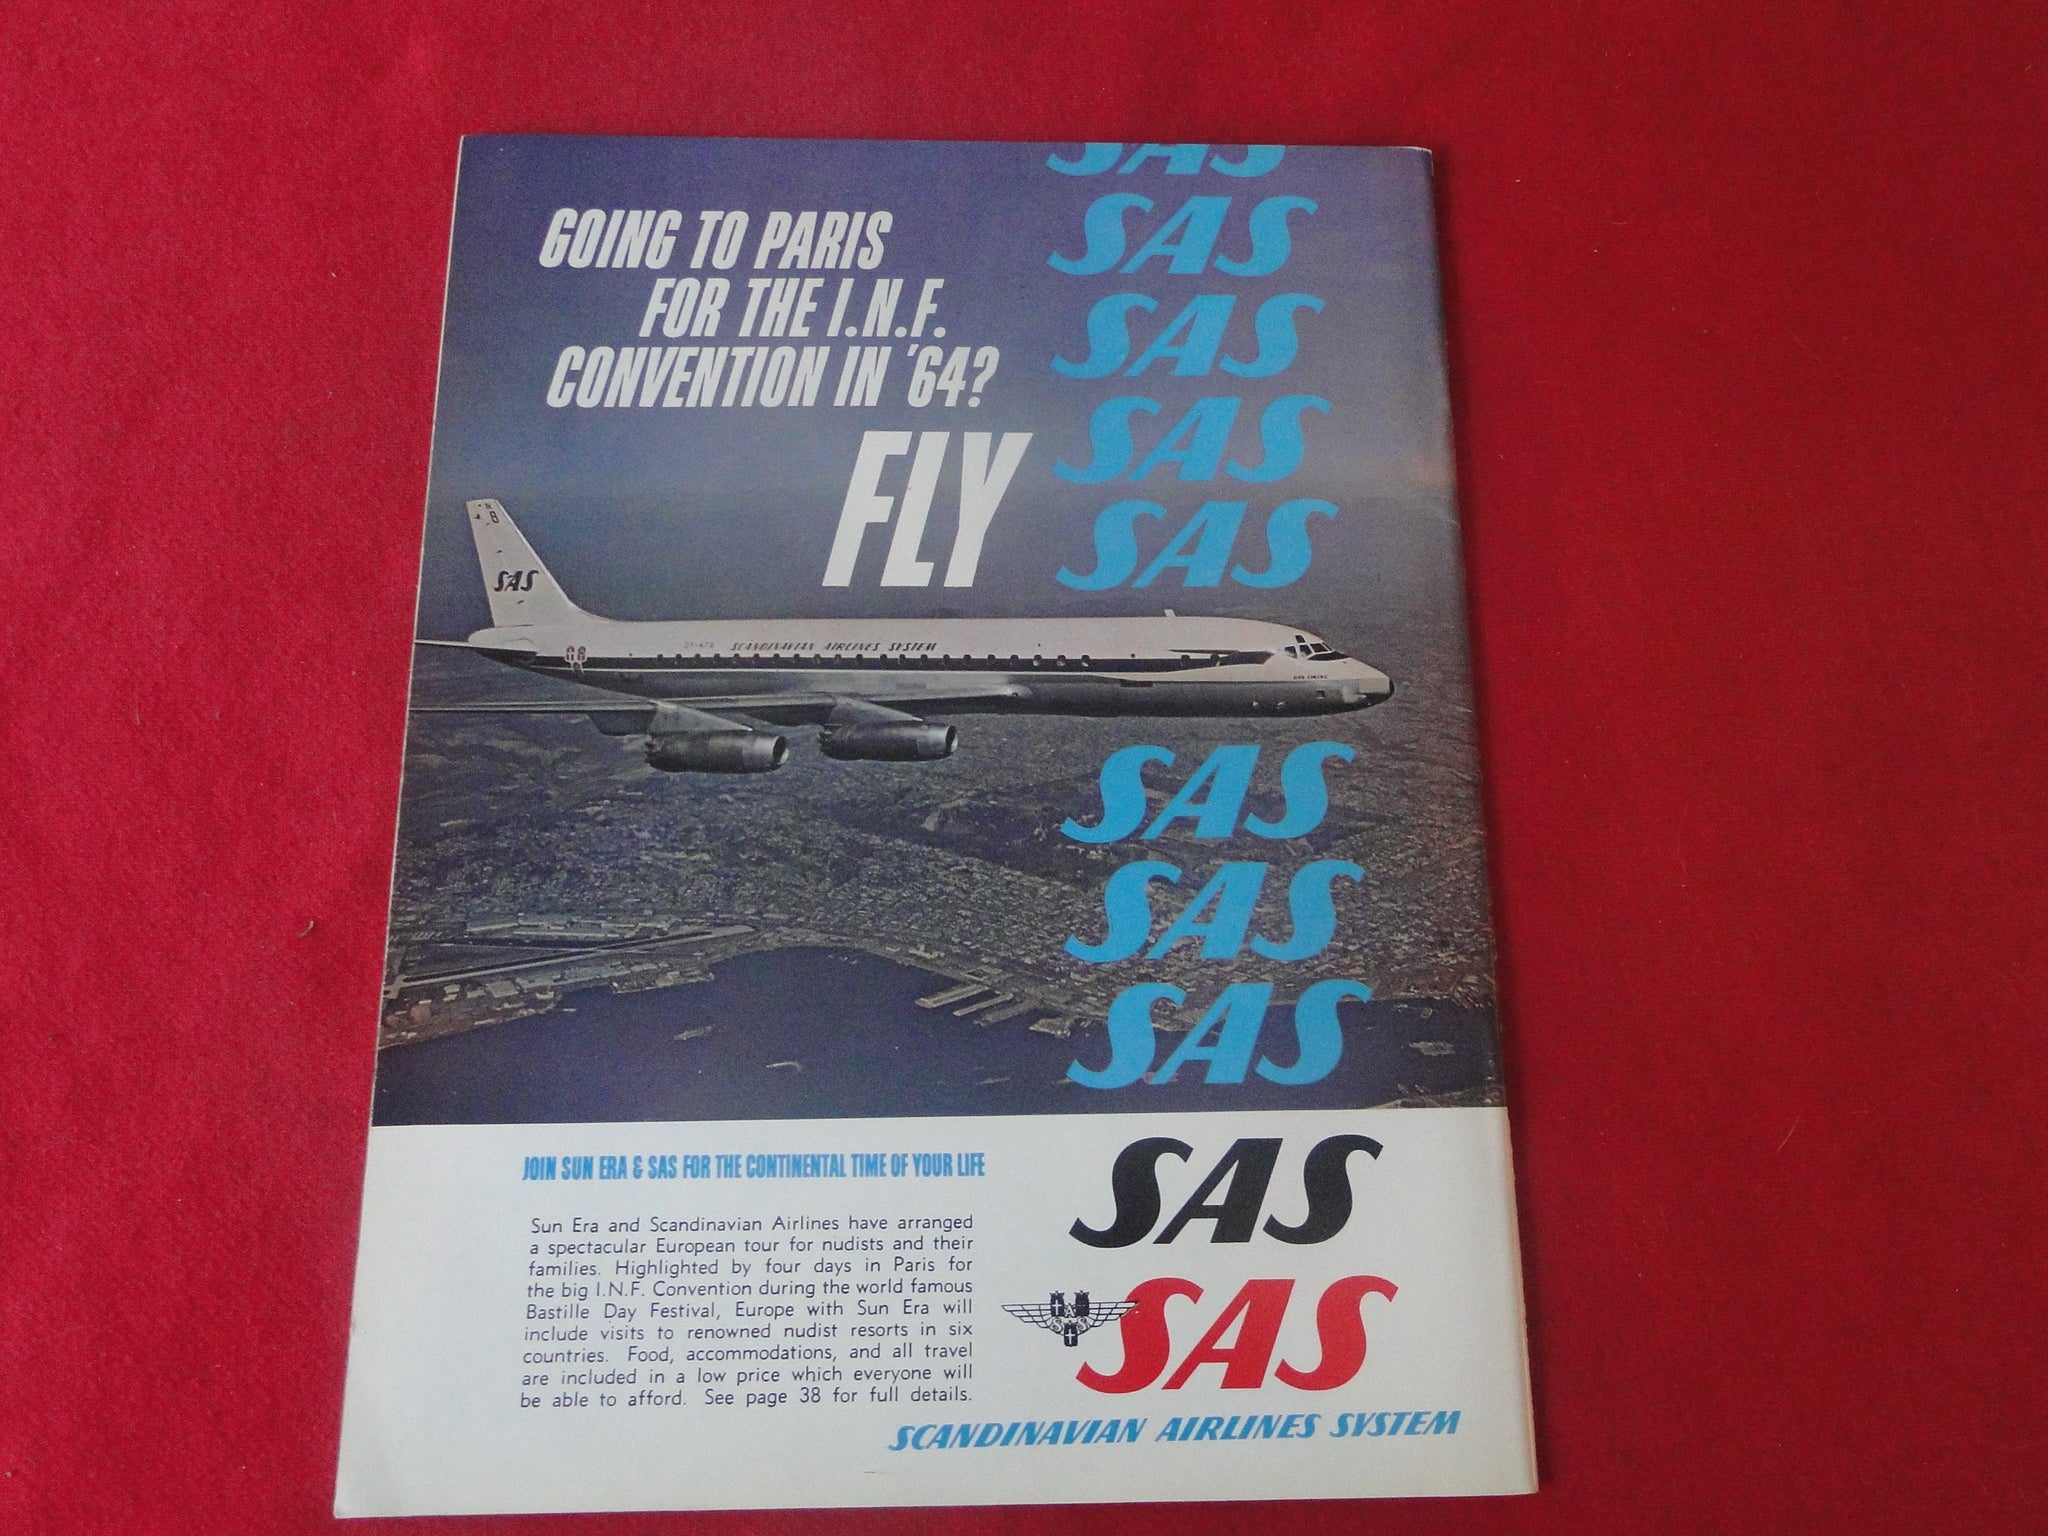 SAS
GOING TO PARIS
FOR THE I.N.F.
CONVENTION IN '64?
FLY
SAS
SAS
SAS
SAS
SAS
SCANDINAVIAN AIRLINES SYSTEM
SAS
SAS
SAS
JOIN SUN ERA & SAS FOR THE CONTINENTAL TIME OF YOUR LIFE
Sun Era and Scandinavian Airlines have arranged
a spectacular European tour for nudists and their
families. Highlighted by four days in Paris for
the big I.N.F. Convention during the world famous
Bastille Day Festival, Europe with Sun Era will
include visits to renowned nudist resorts in six
countries. Food, accommodations, and all travel
are included in a low price which everyone will
be able to afford. See page 38 for full details.
SAS
SAS
SCANDINAVIAN AIRLINES SYSTEM